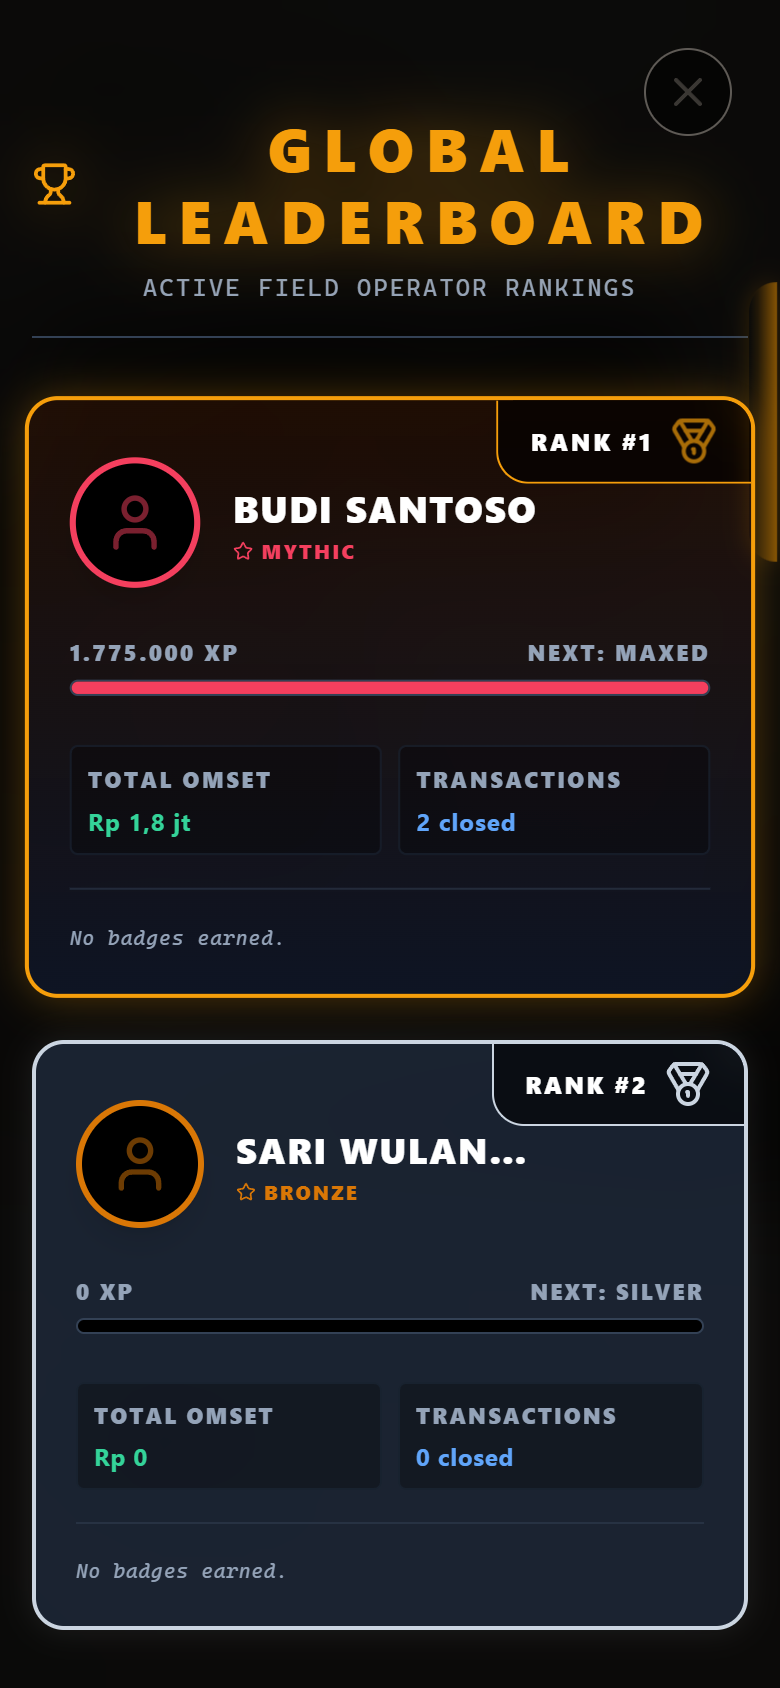 GLOBAL
LEADERBOARD
ACTIVE FIELD OPERATOR RANKINGS
RANK #1
1
BUDI SANTOSO
MYTHIC
1.775.000 XP
NEXT: MAXED
TOTAL OMSET
TRANSACTIONS
Rp 1,8 jt
2 closed
No badges earned.
RANK #2
1
SARI WULAN...
BRONZE
0 XP
NEXT: SILVER
TOTAL OMSET
TRANSACTIONS
Rp 0
0 closed
No badges earned.